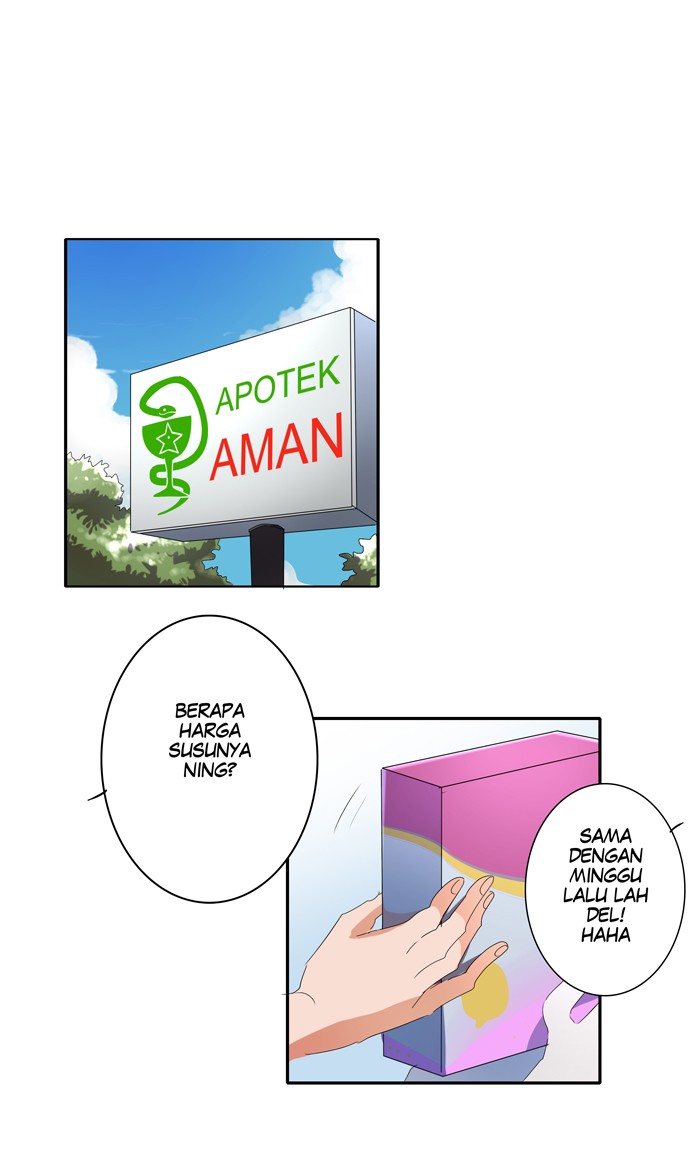 APOTEK
AMAN
BERAPA
HARGA
SUSUNYA
NING?
SAMA
DENGAN
MINGGU
LALU LAH
DEL!
HAHA